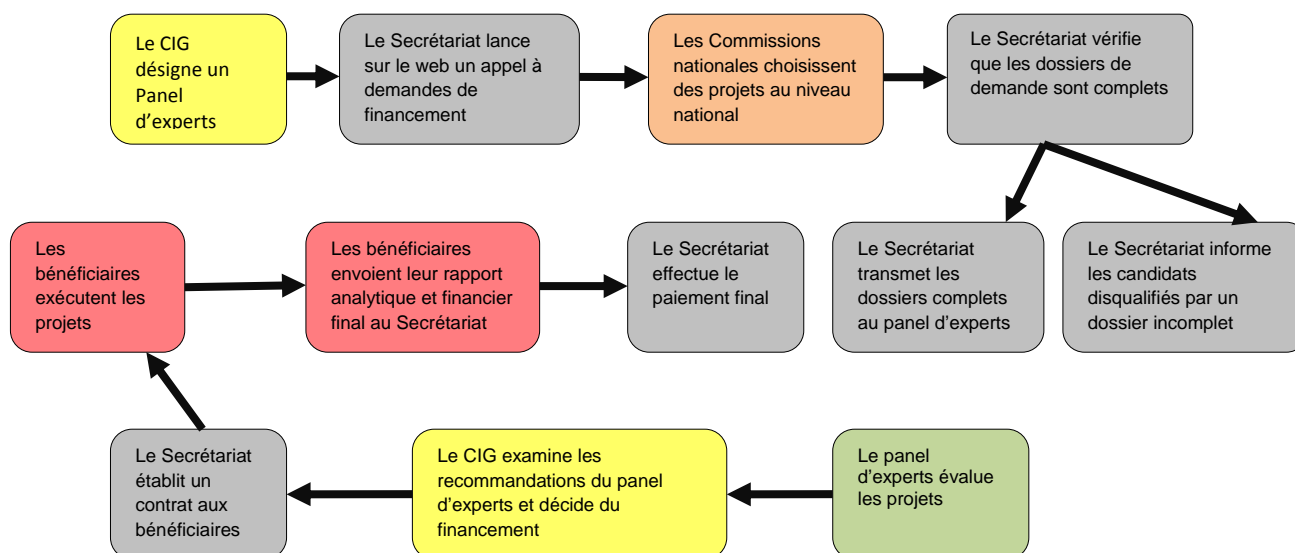 Le CIG
désigne un
Panel
d’experts
Le Secrétariat lance
sur le web un appel à
demandes de
financement
Les Commissions
nationales choisissent
des projets au niveau
national
Le Secrétariat vérifie
que les dossiers de
demande sont complets
Les
bénéficiaires
exécutent les
projets
Les bénéficiaires
envoient leur rapport
analytique et financier
final au Secrétariat
Le Secrétariat
effectue le
paiement final
Le Secrétariat
transmet les
dossiers complets
au panel d’experts
Le Secrétariat informe
les candidats
disqualifiés par un
dossier incomplet
Le Secrétariat
établit un
contrat aux
bénéficiaires
Le CIG examine les
recommandations du panel
d’experts et décide du
financement
Le panel
d’experts évalue
les projets